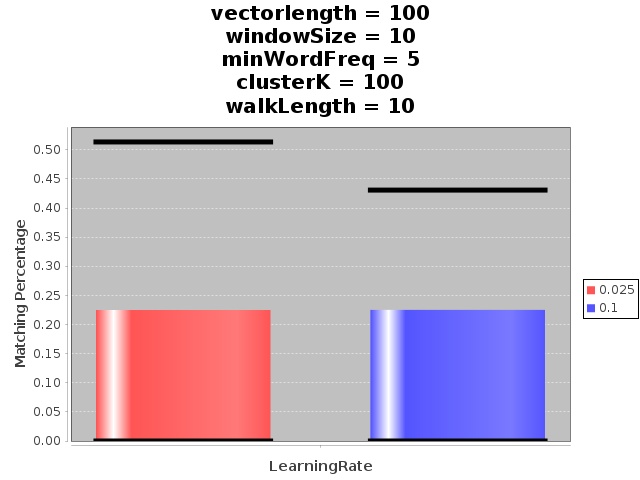 vectorlength = 100
windowSize = 10
minWordFreq = 5
clusterK = 100
walkLength = 10
0.50
0.45
0.40
0.35
0.30
0.25
0.20
0.15
0.10
0.05
0.00
Matching Percentage
LearningRate
0.025
0.1